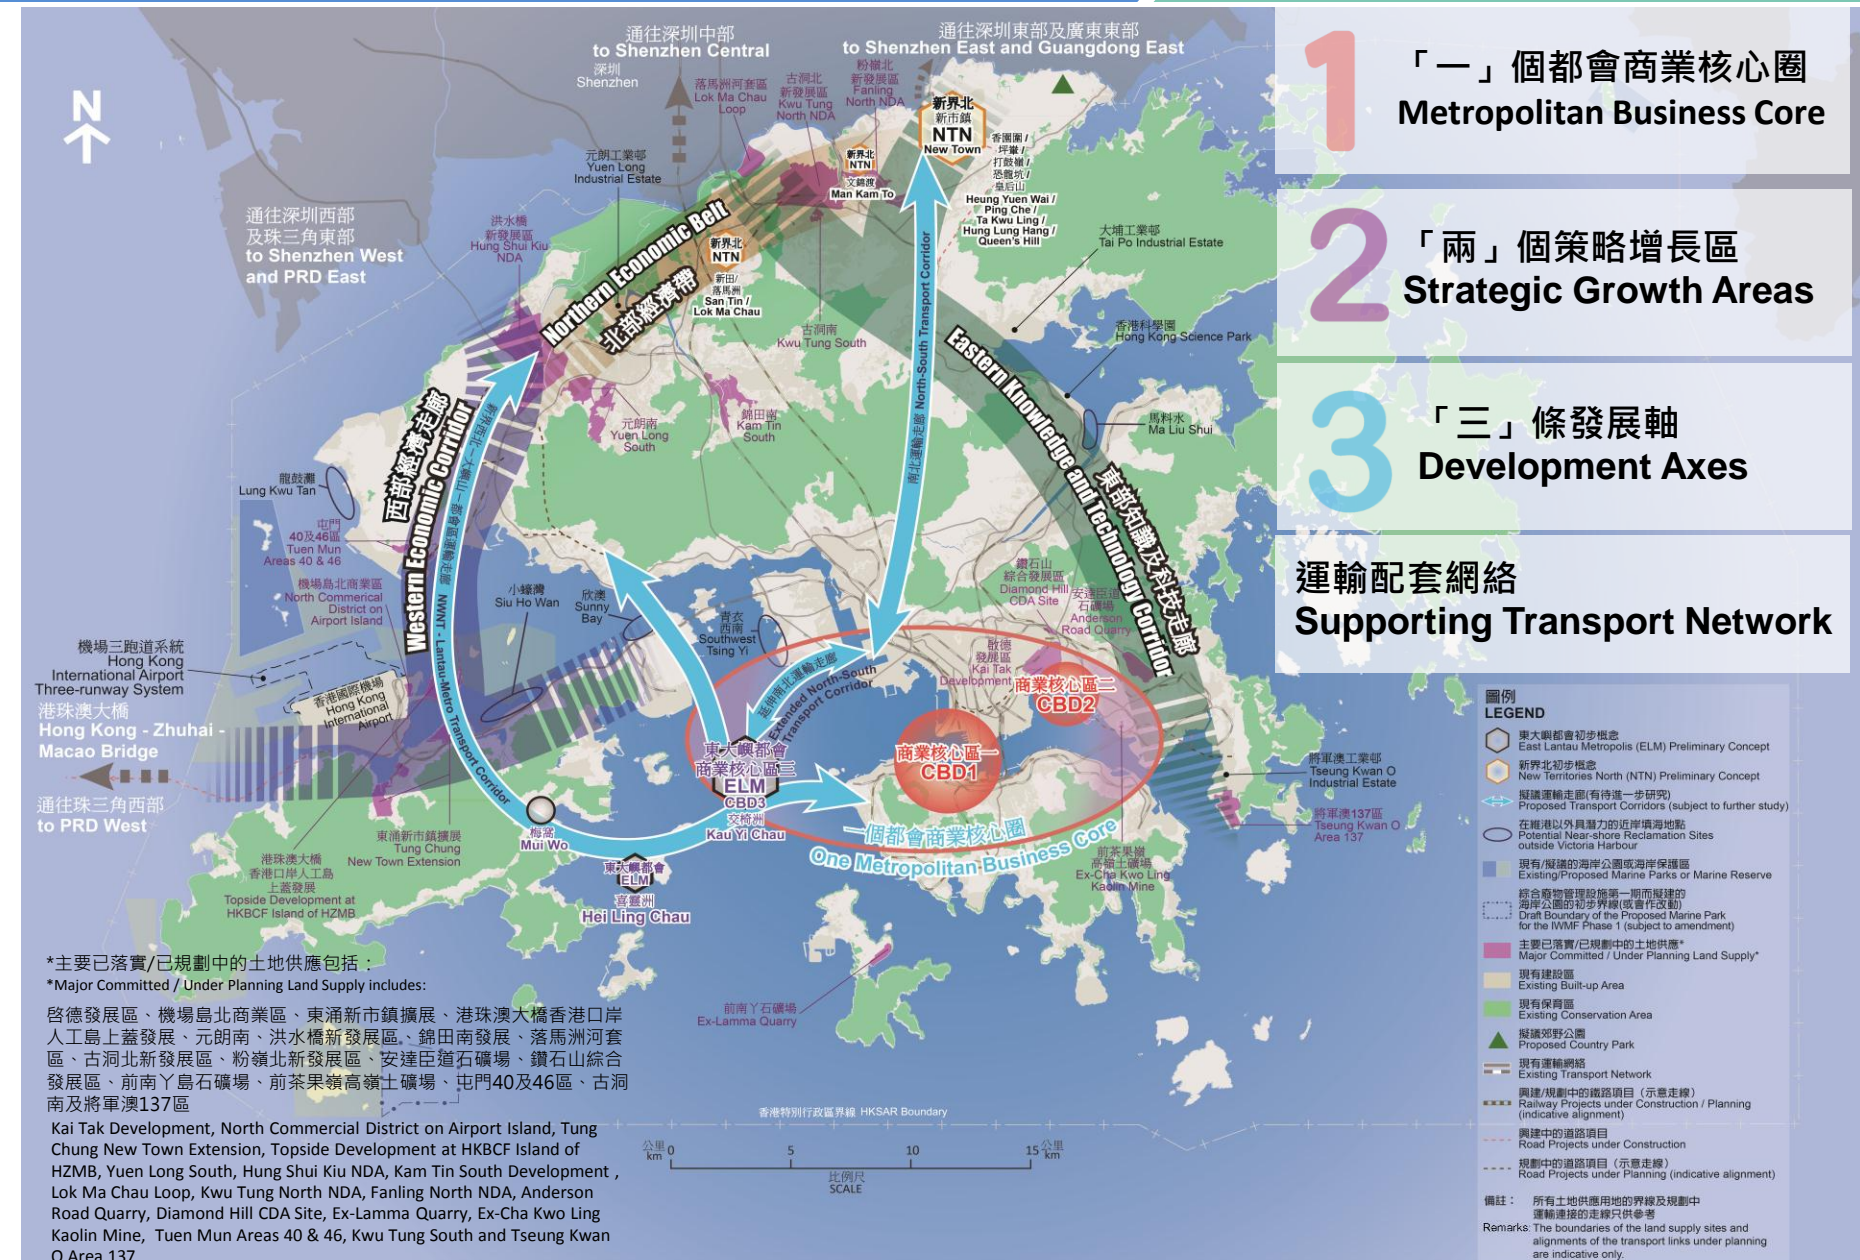 通往深圳中部
to Shenzhen Central
深圳
Shenzhen
通往深圳東部及廣東東部
to Shenzhen East and Guangdong East
N
落馬洲河套區
Lok Ma Chau
Loop
古洞北
新發展區
Kwu Tung
North NDA
粉嶺北
新發展區
Fanling
North NDA
新界北
新市鎮
NTN
New Town
香園圍 /
坪輋 /
打鼓嶺 /
恐龍坑 /
皇后山
Heung Yuen Wai /
Ping Che /
Ta Kwu Ling /
Hung Lung Hang /
Queen's Hill
新界北
NTN
文錦渡
Man Kam To
元朗工業邨
Yuen Long
Industrial Estate
通往深圳西部
及珠三角東部
to Shenzhen West
and PRD East
洪水橋
新發展區
Hung Shui Kiu
NDA
Northern Economic Belt
北部經濟帶
新界北
NTN
新田/
落馬洲
San Tin /
Lok Ma Chau
大埔工業邨
Tai Po Industrial Estate
古洞南
Kwu Tung South
香港科學園
Hong Kong Science Park
南北運輸走廊 North-South Transport Corridor
Eastern Knowledge and Technology Corridor
東部知識及科技走廊
馬料水
Ma Liu Shui
元朗南
Yuen Long
South
錦田南
Kam Tin
South
西部經濟走廊
Western Economic Corridor
新界西北－大嶼山－都會區運輸走廊 NWNT - Lantau-Metro Transport Corridor
龍鼓灘
Lung Kwu Tan
屯門
40及46區
Tuen Mun
Areas 40 & 46
機場島北商業區
North Commerical
District on
Airport Island
小蠔灣
Siu Ho Wan
欣澳
Sunny
Bay
青衣
西南
Southwest
Tsing Yi
鑽石山
綜合發展區
Diamond Hill
CDA Site
安達臣道
石礦場
Anderson
Road Quarry
啟德
發展區
Kai Tak
Development
機場三跑道系統
Hong Kong
International Airport
Three-runway System
香港國際機場
Hong Kong
International
Airport
港珠澳大橋
Hong Kong - Zhuhai -
Macao Bridge
通往珠三角西部
to PRD West
延伸南北運輸走廊
Extended North-South
Transport Corridor
商業核心區二
CBD2
商業核心區一
CBD1
東大嶼都會
商業核心區三
ELM
CBD3
交椅洲
Kau Yi Chau
一個都會商業核心圈
One Metropolitan Business Core
將軍澳工業邨
Tseung Kwan O
Industrial Estate
將軍澳137區
Tseung Kwan O
Area 137
前茶果嶺
高嶺土礦場
Ex-Cha Kwo Ling
Kaolin Mine
梅窩
Mui Wo
東大嶼都會
ELM
喜靈洲
Hei Ling Chau
東涌新市鎮擴展
Tung Chung
New Town Extension
港珠澳大橋
香港口岸人工島
上蓋發展
Topside Development at
HKBCF Island of HZMB
前南丫石礦場
Ex-Lamma Quarry
*主要已落實/已規劃中的土地供應包括：
*Major Committed / Under Planning Land Supply includes:
啓德發展區、機場島北商業區、東涌新市鎮擴展、港珠澳大橋香港口岸
人工島上蓋發展、元朗南、洪水橋新發展區、錦田南發展、落馬洲河套
區、古洞北新發展區、粉嶺北新發展區、安達臣道石礦場、鑽石山綜合
發展區、前南丫島石礦場、前茶果嶺高嶺土礦場、屯門40及46區、古洞
南及將軍澳137區
Kai Tak Development, North Commercial District on Airport Island, Tung
Chung New Town Extension, Topside Development at HKBCF Island of
HZMB, Yuen Long South, Hung Shui Kiu NDA, Kam Tin South Development ,
Lok Ma Chau Loop, Kwu Tung North NDA, Fanling North NDA, Anderson
Road Quarry, Diamond Hill CDA Site, Ex-Lamma Quarry, Ex-Cha Kwo Ling
Kaolin Mine, Tuen Mun Areas 40 & 46, Kwu Tung South and Tseung Kwan
O Area 137
香港特別行政區界線 HKSAR Boundary
公里
km
0 5 10 15
公里
km
比例尺
SCALE
1
「一」個都會商業核心圈
Metropolitan Business Core
2
「兩」個策略增長區
Strategic Growth Areas
3
「三」條發展軸
Development Axes
運輸配套網絡
Supporting Transport Network
圖例
LEGEND
東大嶼都會初步概念
East Lantau Metropolis (ELM) Preliminary Concept
新界北初步概念
New Territories North (NTN) Preliminary Concept
擬議運輸走廊(有待進一步研究)
Proposed Transport Corridors (subject to further study)
在維港以外具潛力的近岸填海地點
Potential Near-shore Reclamation Sites
outside Victoria Harbour
現有/擬議的海岸公園或海岸保護區
Existing/Proposed Marine Parks or Marine Reserve
綜合廢物管理設施第一期而擬建的
海岸公園的初步界線(或會作改動)
Draft Boundary of the Proposed Marine Park
for the IWMF Phase 1 (subject to amendment)
主要已落實/已規劃中的土地供應*
Major Committed / Under Planning Land Supply*
現有建設區
Existing Built-up Area
現有保育區
Existing Conservation Area
擬議郊野公園
Proposed Country Park
現有運輸網絡
Existing Transport Network
興建/規劃中的鐵路項目（示意走線）
Railway Projects under Construction / Planning
(indicative alignment)
興建中的道路項目
Road Projects under Construction
規劃中的道路項目（示意走線）
Road Projects under Planning (indicative alignment)
備註： 所有土地供應用地的界線及規劃中
運輸連接的走線只供參考
Remarks: The boundaries of the land supply sites and
alignments of the transport links under planning
are indicative only.